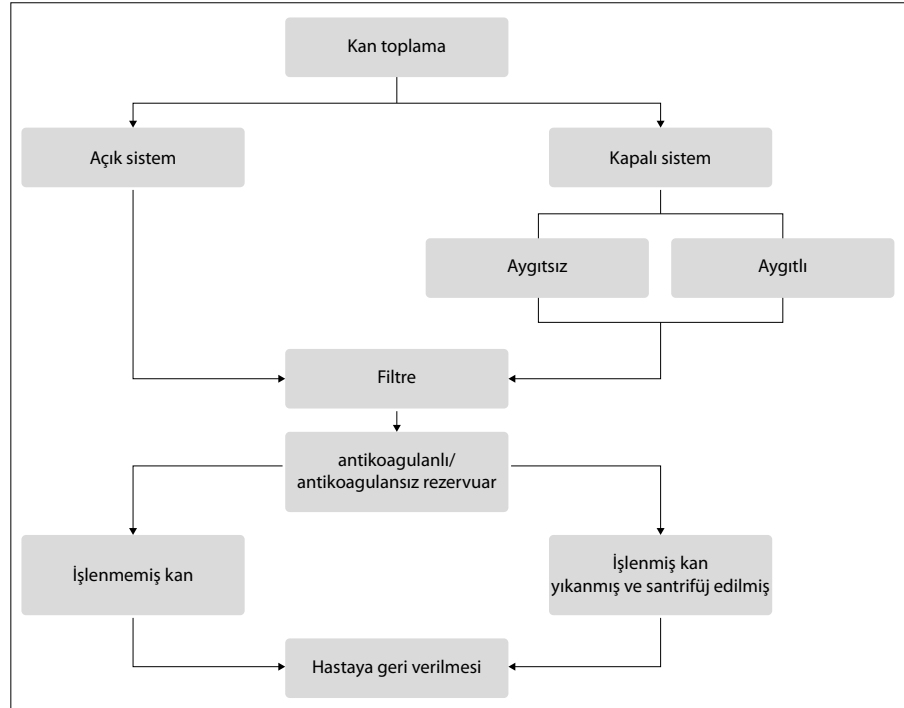 Kan toplama
Açık sistem
Kapalı sistem
Aygıtsız
Aygıtlı
Filtre
antikoagulanlı/
antikoagulansız rezervuar
İşlenmemiş kan
İşlenmiş kan
yıkanmış ve santrifüj edilmiş
Hastaya geri verilmesi